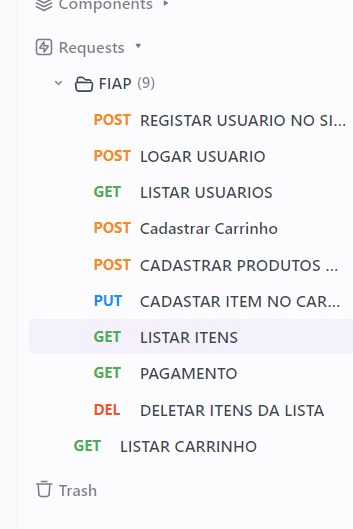 Components
Requests
FIAP (9)
POST REGISTAR USUARIO NO SI...
POST LOGAR USUARIO
GET LISTAR USUARIOS
POST Cadastrar Carrinho
POST CADASTRAR PRODUTOS ...
PUT CADASTAR ITEM NO CAR...
GET LISTAR ITENS
GET PAGAMENTO
DEL DELETAR ITENS DA LISTA
GET LISTAR CARRINHO
Trash